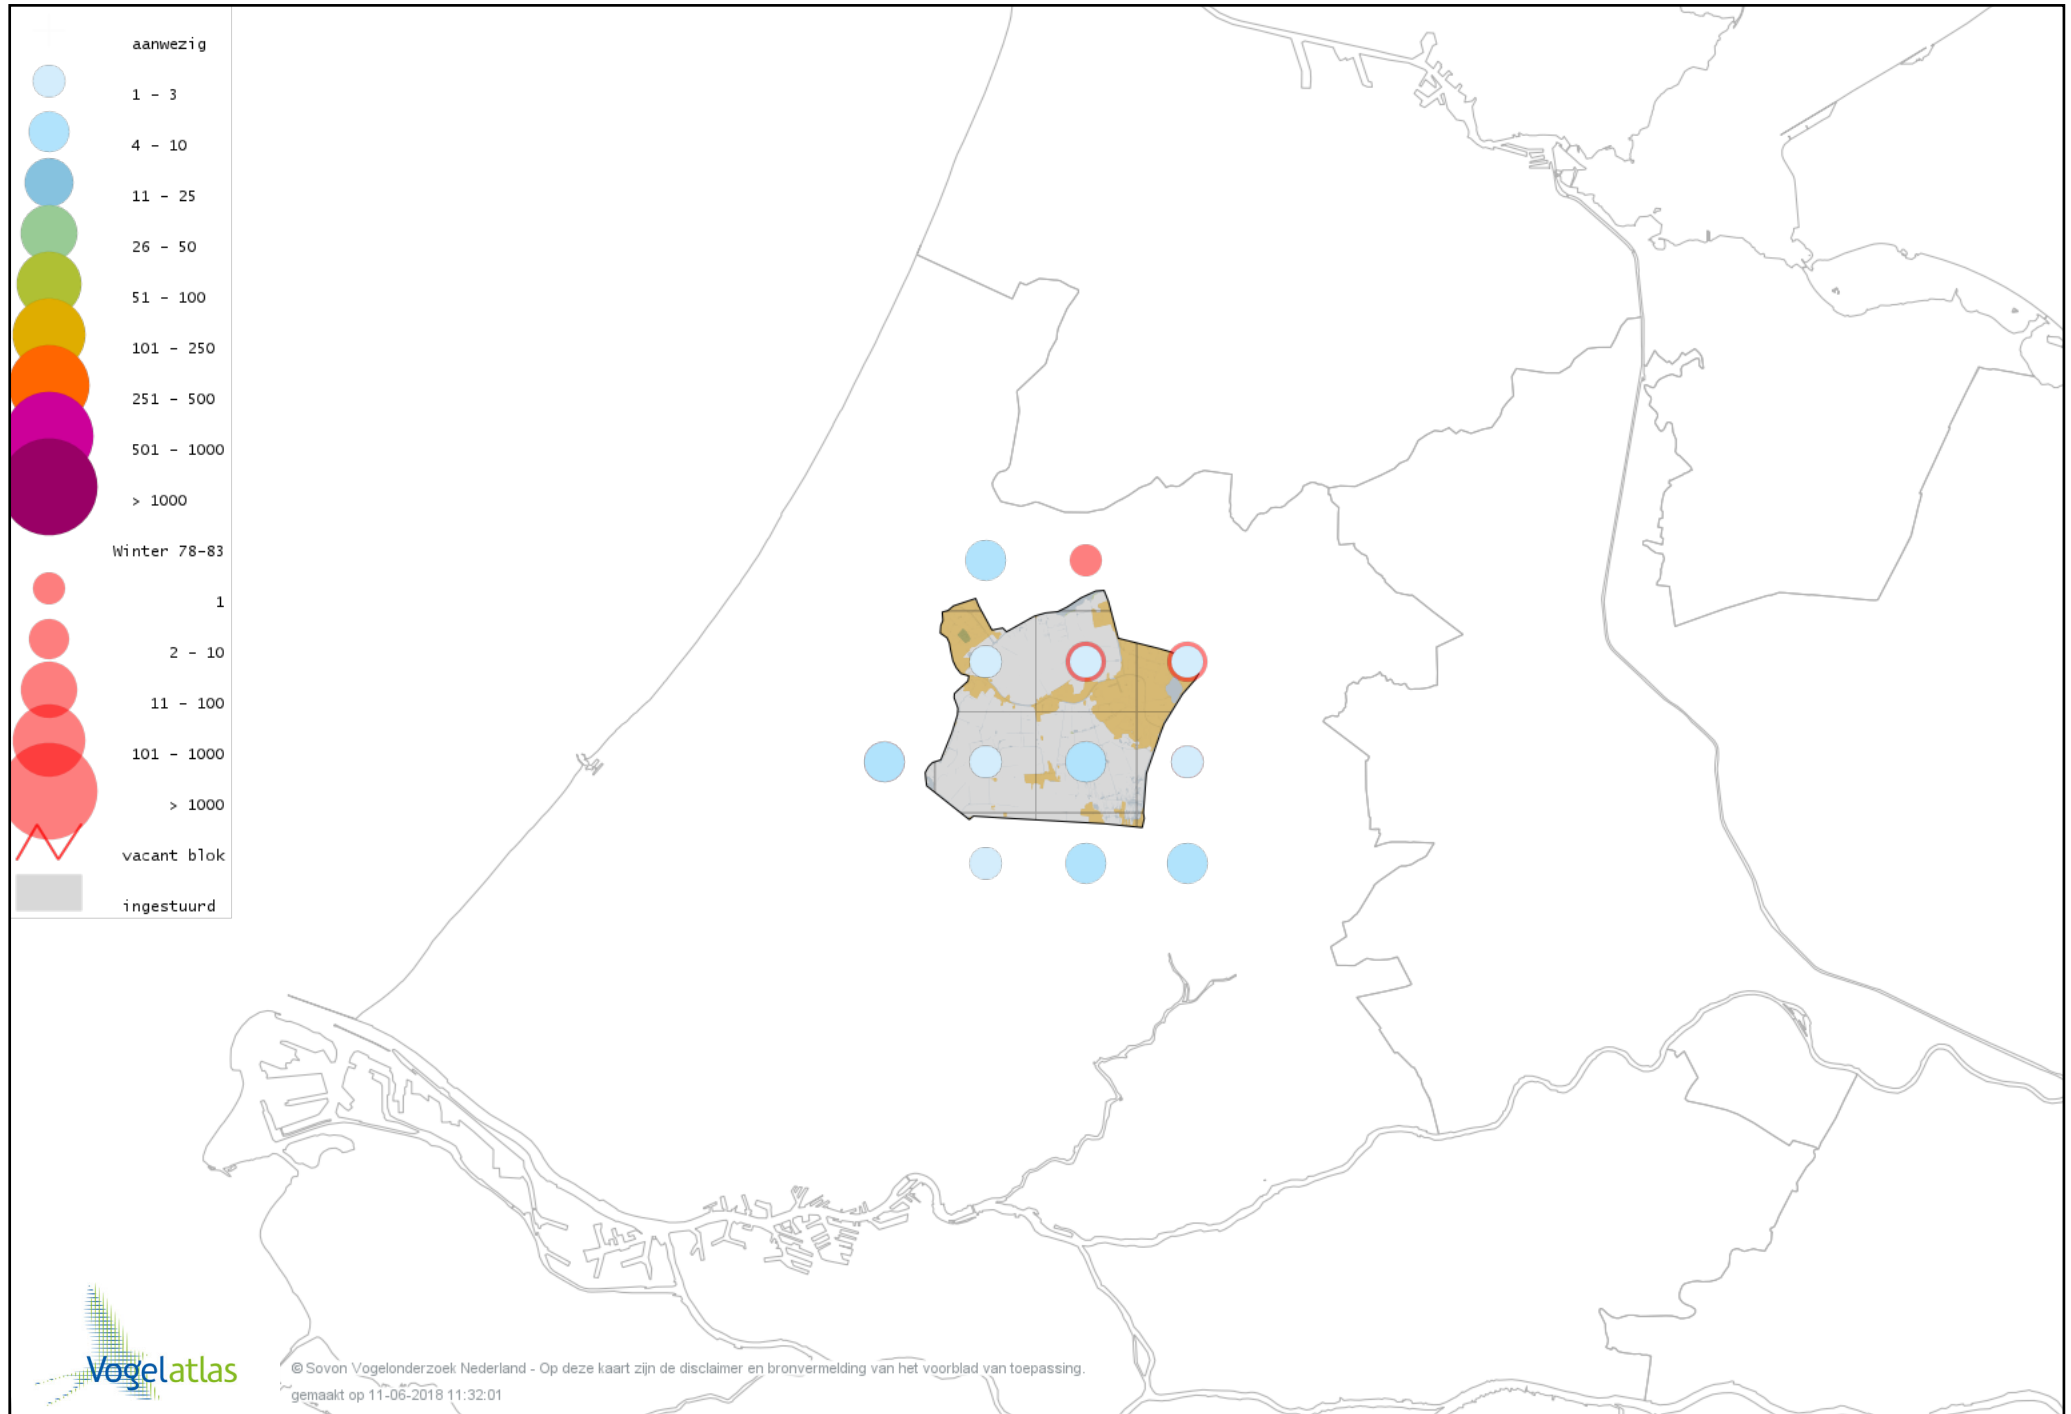 aanwezig
1 - 3
4 - 10
11 - 25
26 - 50
51 - 100
101 - 250
251 - 500
501 - 1000
> 1000
Winter 78-83
1
2 - 10
11 - 100
101 - 1000
> 1000
vacant blok
ingestuurd
Vogelatlas
© Sovon Vogelonderzoek Nederland - Op deze kaart zijn de disclaimer en bronvermelding van het voorblad van toepassing.
gemaakt op 11-06-2018 11:32:01